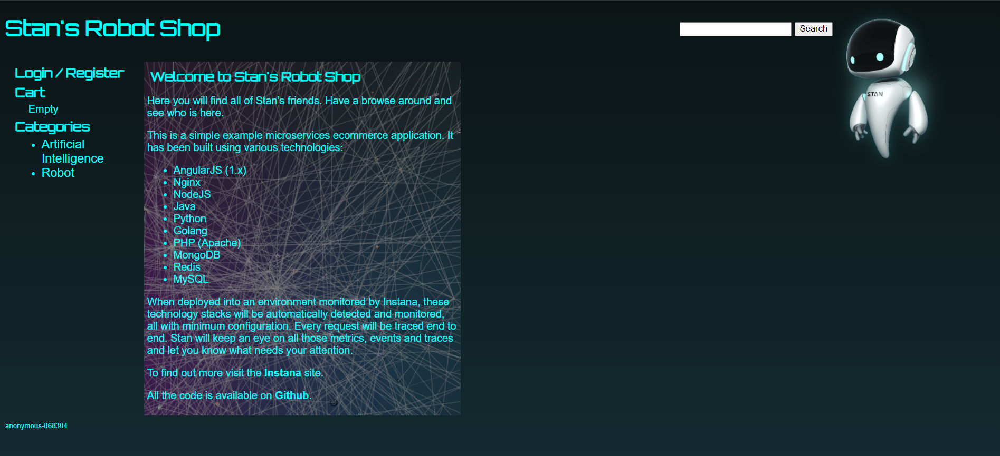 Stan's Robot Shop
Search
STAN
Login / Register
Cart
Empty
Categories
Artificial
Intelligence
Robot
Welcome to Stan's Robot Shop
Here you will find all of Stan's friends. Have a browse around and
see who is here.
This is a simple example microservices ecommerce application. It
has been built using various technologies:
AngularJS (1.x)
Nginx
NodeJS
Java
Python
Golang
PHP (Apache)
MongoDB
Redis
MySQL
When deployed into an environment monitored by Instana, these
technology stacks will be automatically detected and monitored,
all with minimum configuration. Every request will be traced end to
end. Stan will keep an eye on all those metrics, events and traces
and let you know what needs your attention.
To find out more visit the Instana site.
All the code is available on Github.
anonymous-868304